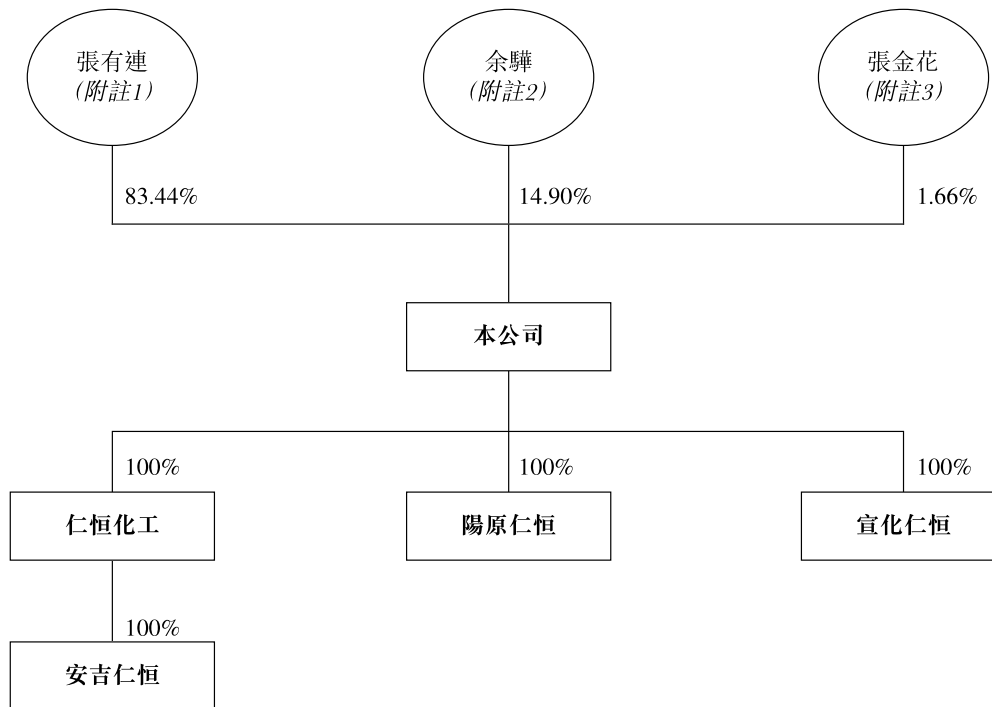 張有連
(附註1)
余驊
(附註2)
張金花
(附註3)
83.44%
14.90%
1.66%
本公司
100%
100%
100%
仁恒化工
陽原仁恒
宣化仁恒
100%
安吉仁恒